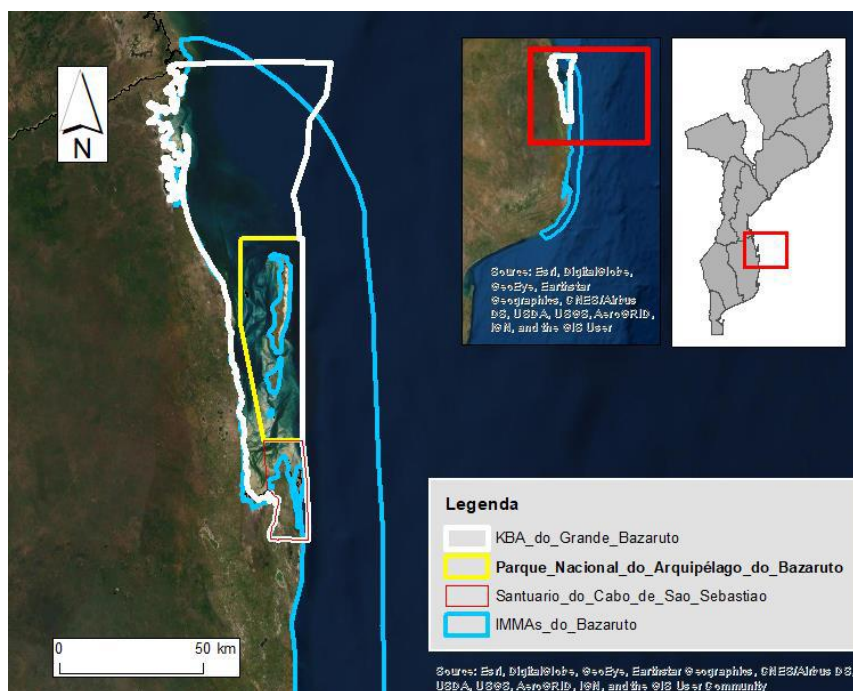 N
Source: Esri, DigitalGlobe,
GeoEye, Earthstar
Geographics, CNES/Airbus
DS, USDA, USGS, AeroGRID,
IGN, and the GIS User
Legenda
KBA_do_Grande_Bazaruto
Parque_Nacional_do_Arquipélago_do_Bazaruto
Santuario_do_Cabo_de_Sao_Sebastiao
IMMAs_do_Bazaruto
0 50 km
Source: Esri, DigitalGlobe, GeoEye, Earthstar Geographics, CNES/Airbus DS,
USDA, USGS, AeroGRID, IGN, and the GIS User Community